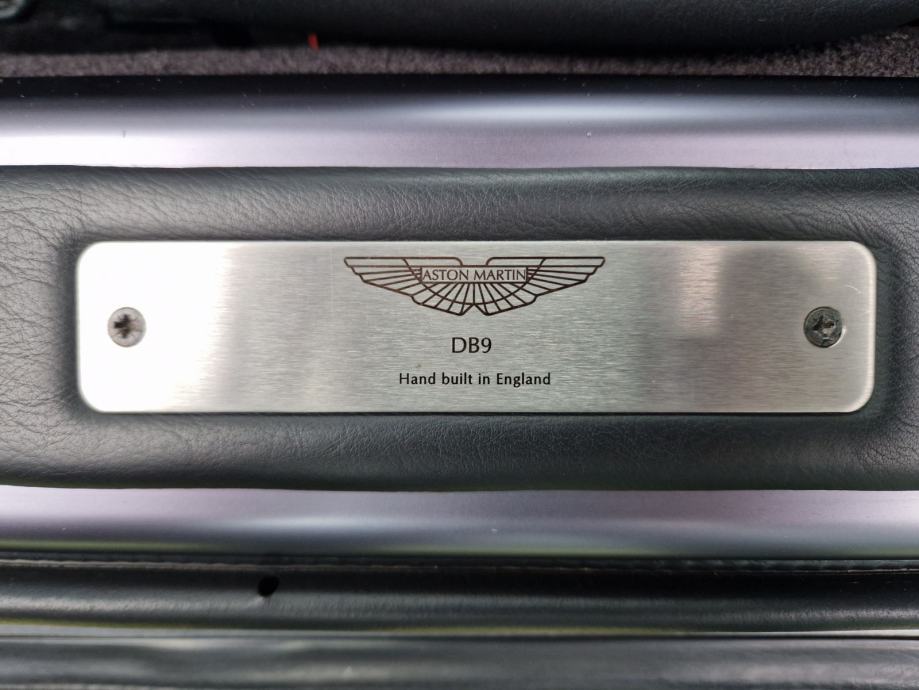 ASTON MARTIN
DB9
Hand built in England